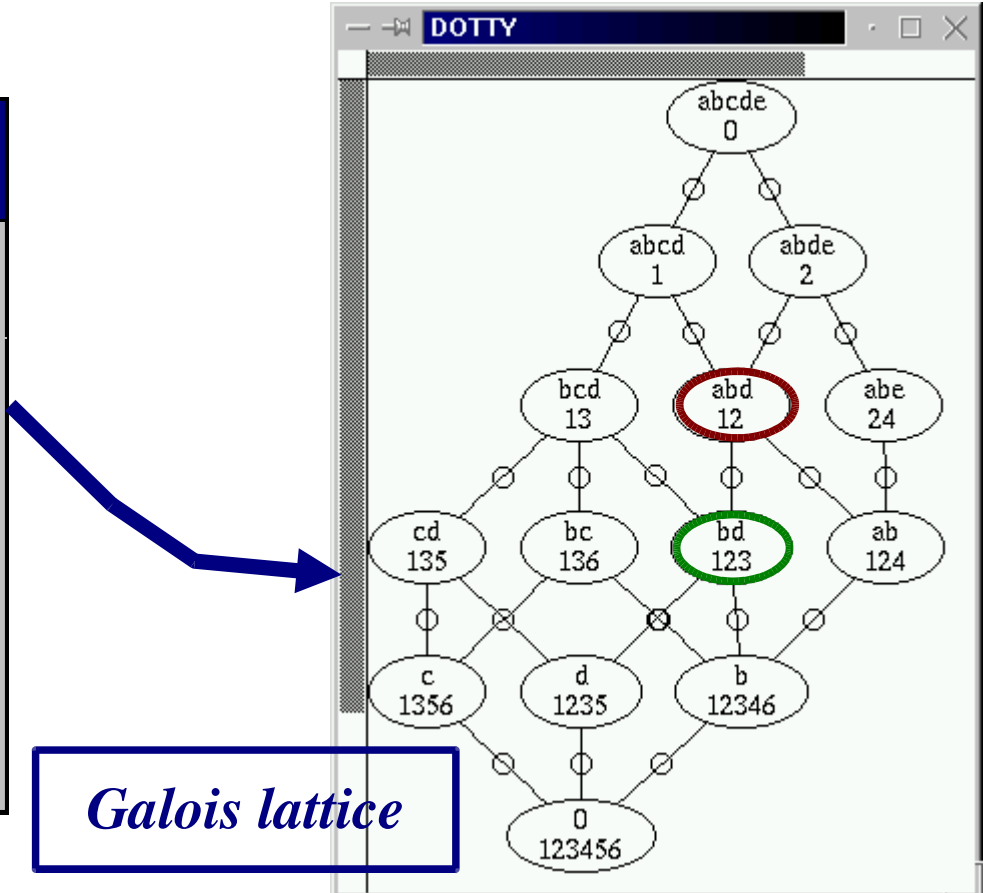 DOTTY
abcde
0
abcd
1
abde
2
bcd
13
abd
12
abe
24
cd
135
bc
136
bd
123
ab
124
c
1356
d
1235
b
12346
0
123456
Galois lattice